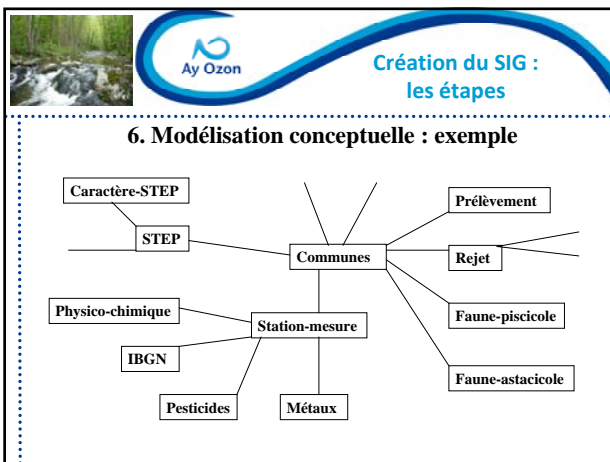 Ay Ozon
Création du SIG :
les étapes
6. Modélisation conceptuelle : exemple
Caractère-STEP
Prélèvement
STEP
Communes
Rejet
Physico-chimique
Station-mesure
Faune-piscicole
IBGN
Faune-astacicole
Pesticides
Métaux